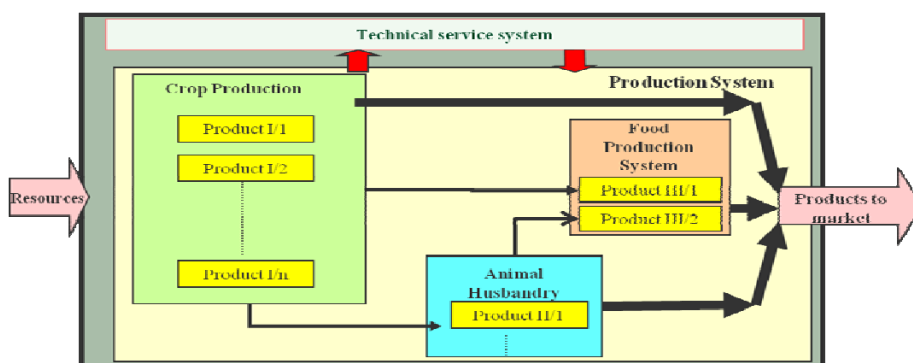 Technical service system
Production System
Crop Production
Product I/1
Product I/2
Product I/n
Food
Production
System
Product III/1
Product III/2
Animal
Husbandry
Product II/1
Resources
Products to
market